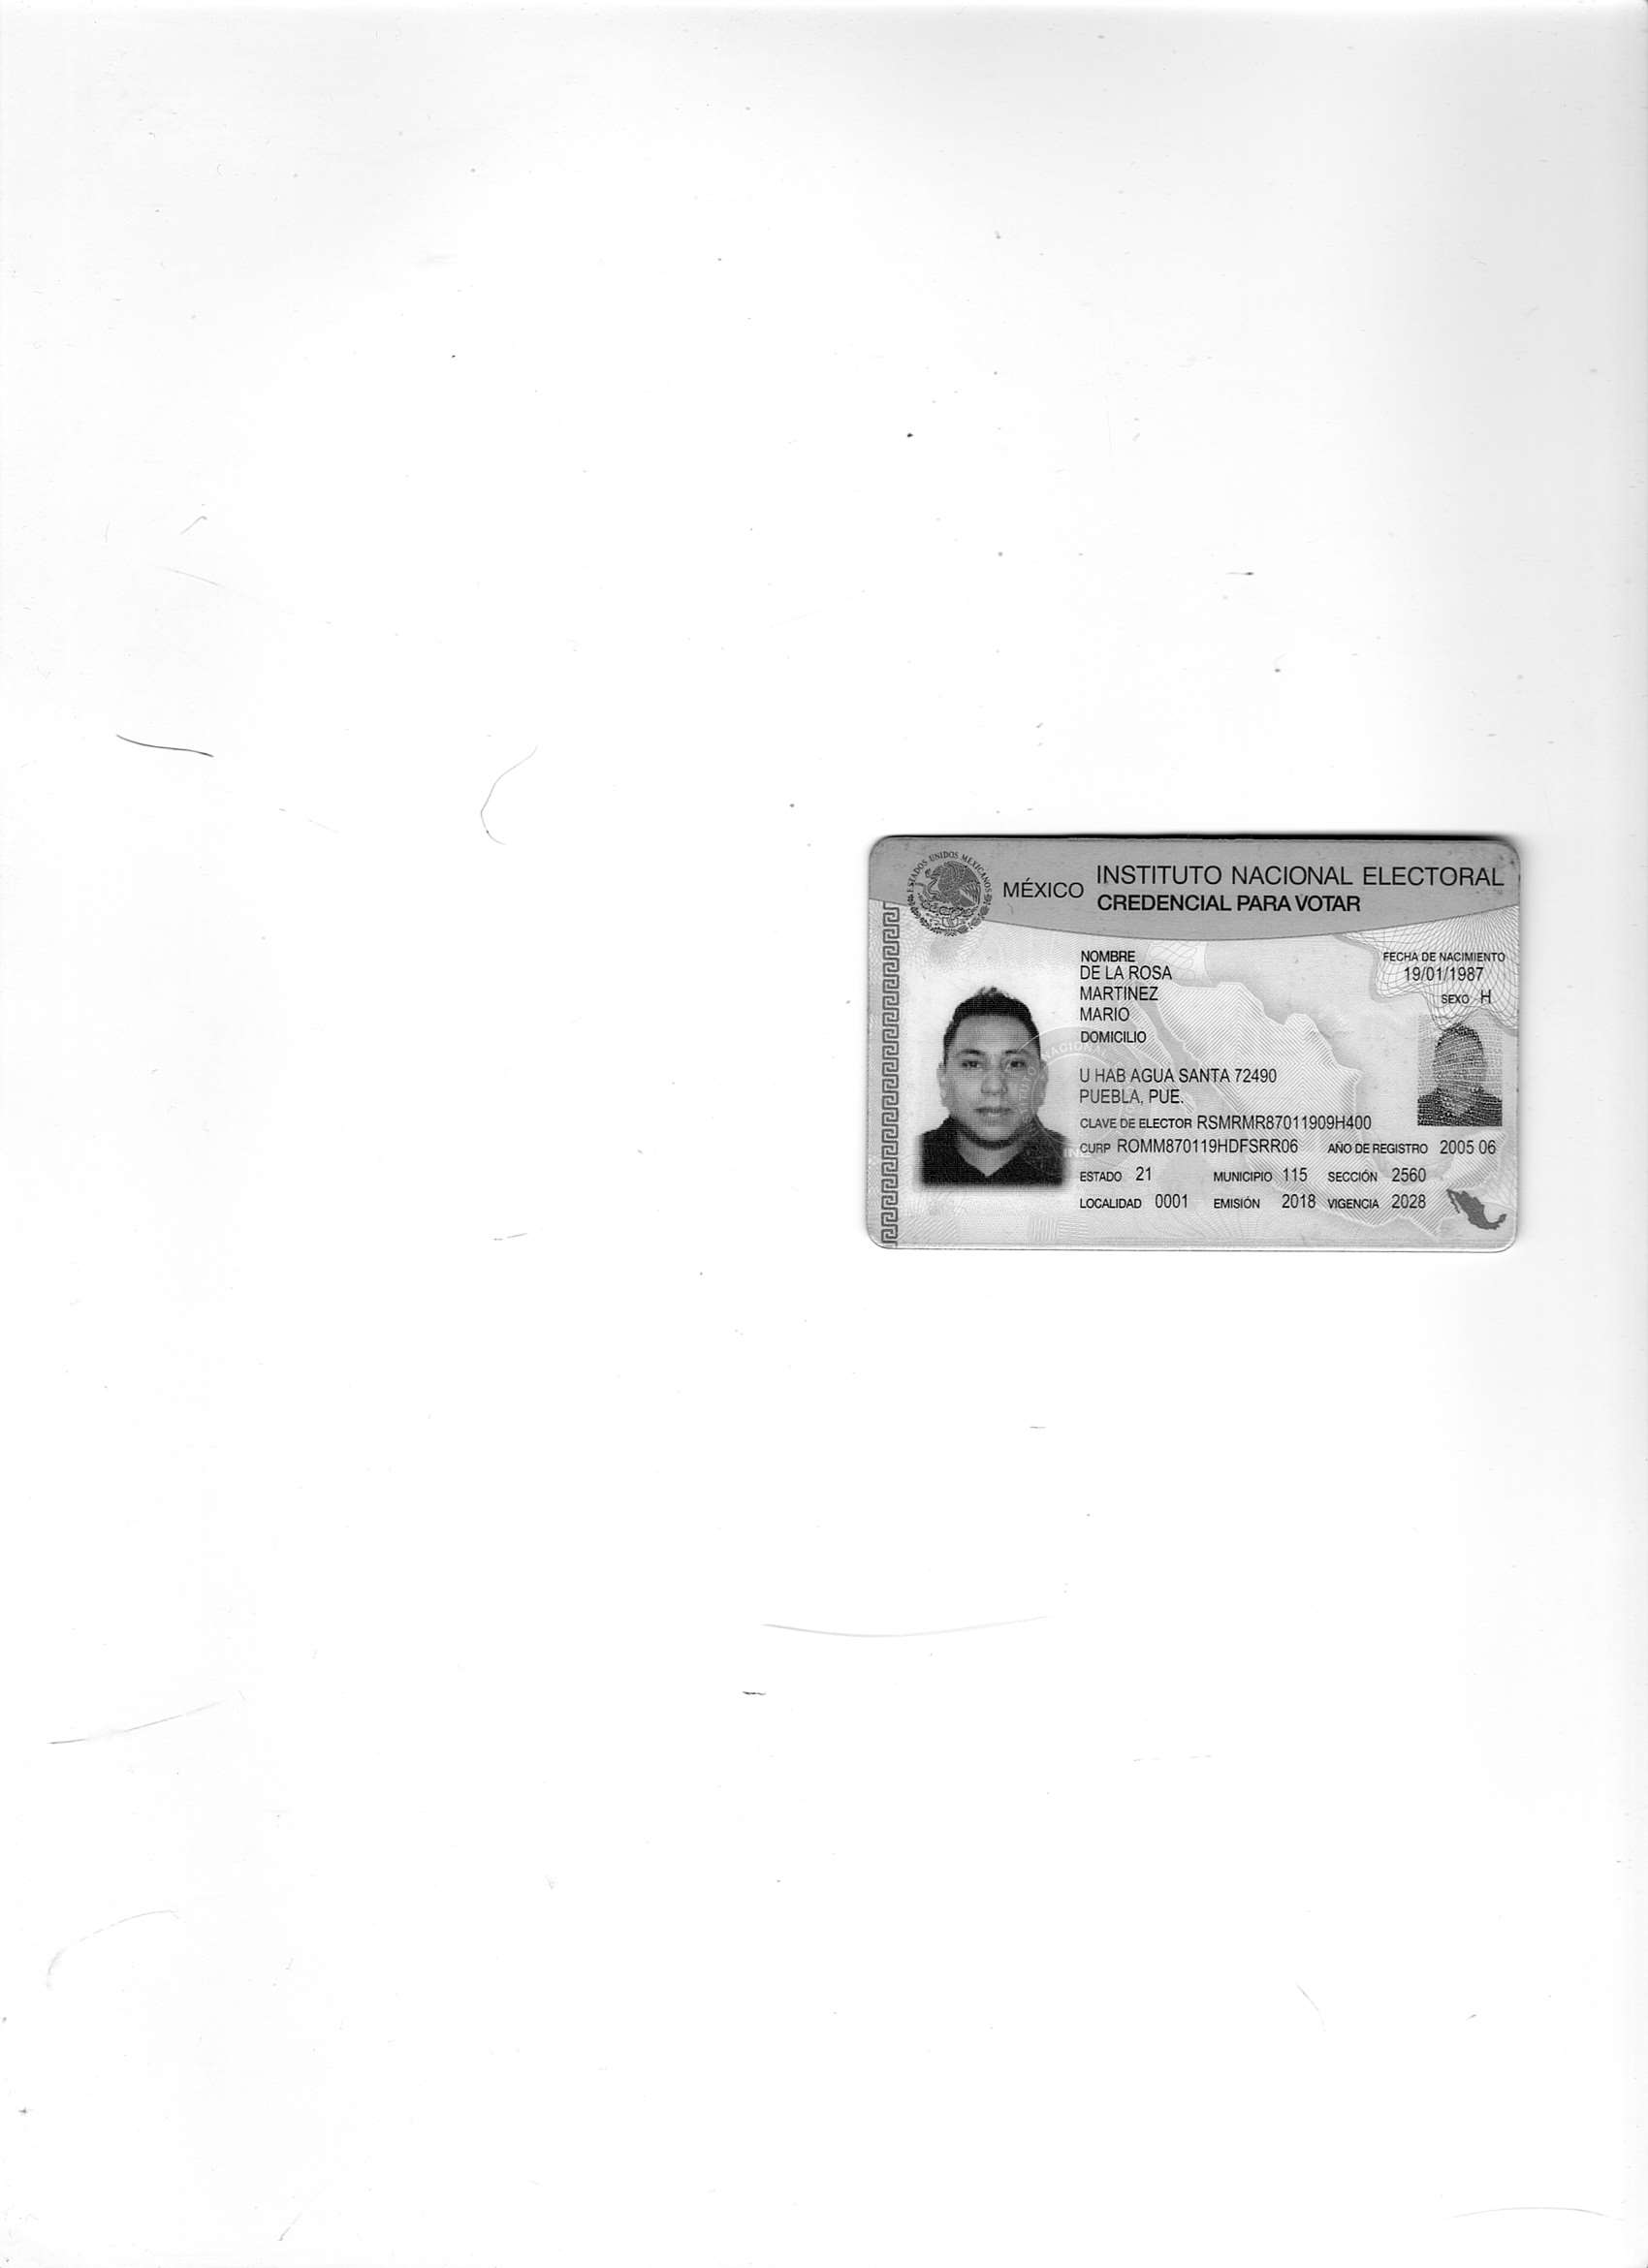 ESTADOS UNIDOS MEXICANOS
MÉXICO
INSTITUTO NACIONAL ELECTORAL
CREDENCIAL PARA VOTAR
NOMBRE
DE LA ROSA
MARTINEZ
MARIO
FECHA DE NACIMIENTO
19/01/1987
SEXO H
DOMICILIO
U HAB AGUA SANTA 72490
PUEBLA, PUE.
CLAVE DE ELECTOR RSMRMR87011909H400
CURP ROMM870119HDFSRR06 AÑO DE REGISTRO 2005 06
ESTADO 21 MUNICIPIO 115 SECCIÓN 2560
LOCALIDAD 0001 EMISIÓN 2018 VIGENCIA 2028